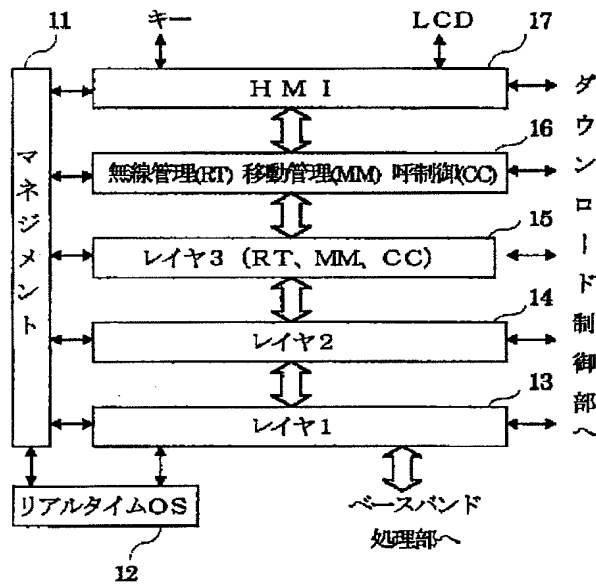 11
キー
LCD
17
HMI
16
無線管理(RT) 移動管理(MM) 呼制御(CC)
15
レイヤ3 (RT、MM、CC)
14
レイヤ2
13
レイヤ1
マネジメント
ダウンロード制御部へ
リアルタイムOS
12
ベースバンド
処理部へ